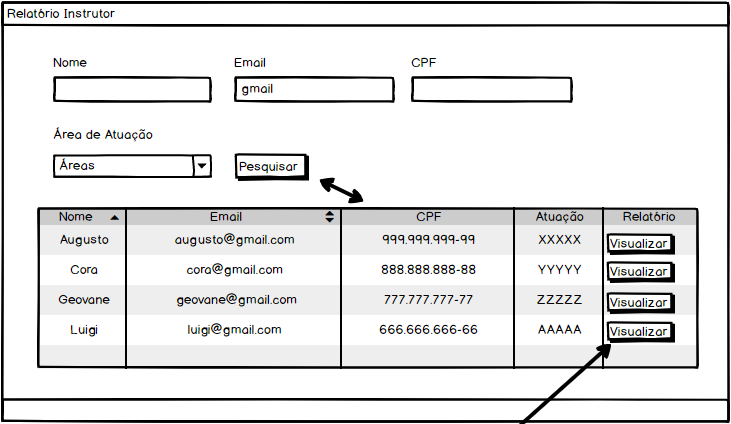 Relatório Instrutor
Nome Email CPF
gmail
Área de Atuação
Áreas Pesquisar
Nome Email CPF Atuação Relatório
Augusto augusto@gmail.com 999.999.999-99 XXXXX Visualizar
Cora cora@gmail.com 888.888.888-88 YYYYY Visualizar
Geovane geovane@gmail.com 777.777.777-77 ZZZZZ Visualizar
Luigi luigi@gmail.com 666.666.666-66 AAAAA Visualizar